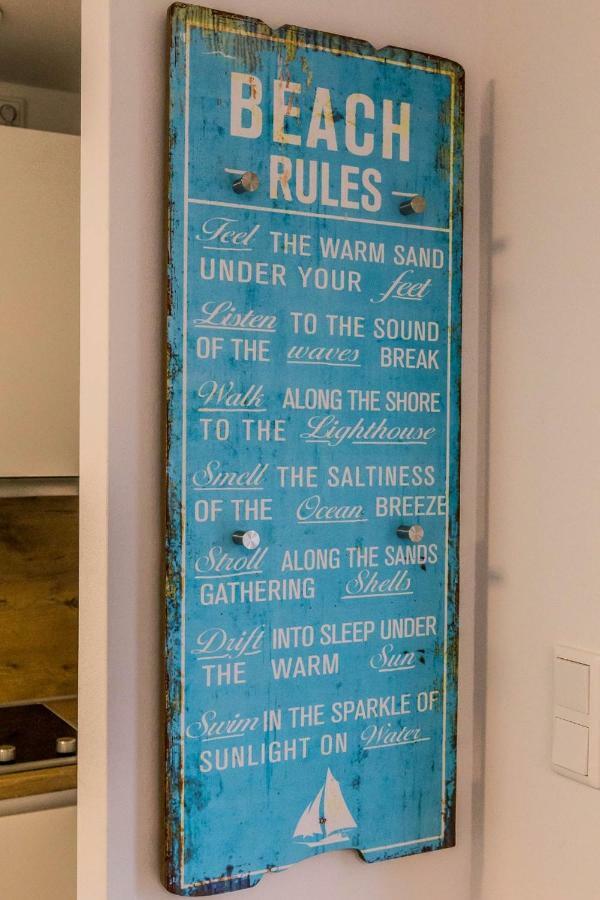 BEACH
RULES
Feel THE WARM SAND
UNDER YOUR feet
Listen TO THE SOUND
OF THE waves BREAK
Walk ALONG THE SHORE
TO THE Lighthouse
Smell THE SALTINESS
OF THE Ocean BREEZE
Stroll ALONG THE SANDS
GATHERING Shells
Drift INTO SLEEP UNDER
THE WARM Sun
Swim IN THE SPARKLE OF
SUNLIGHT ON Water